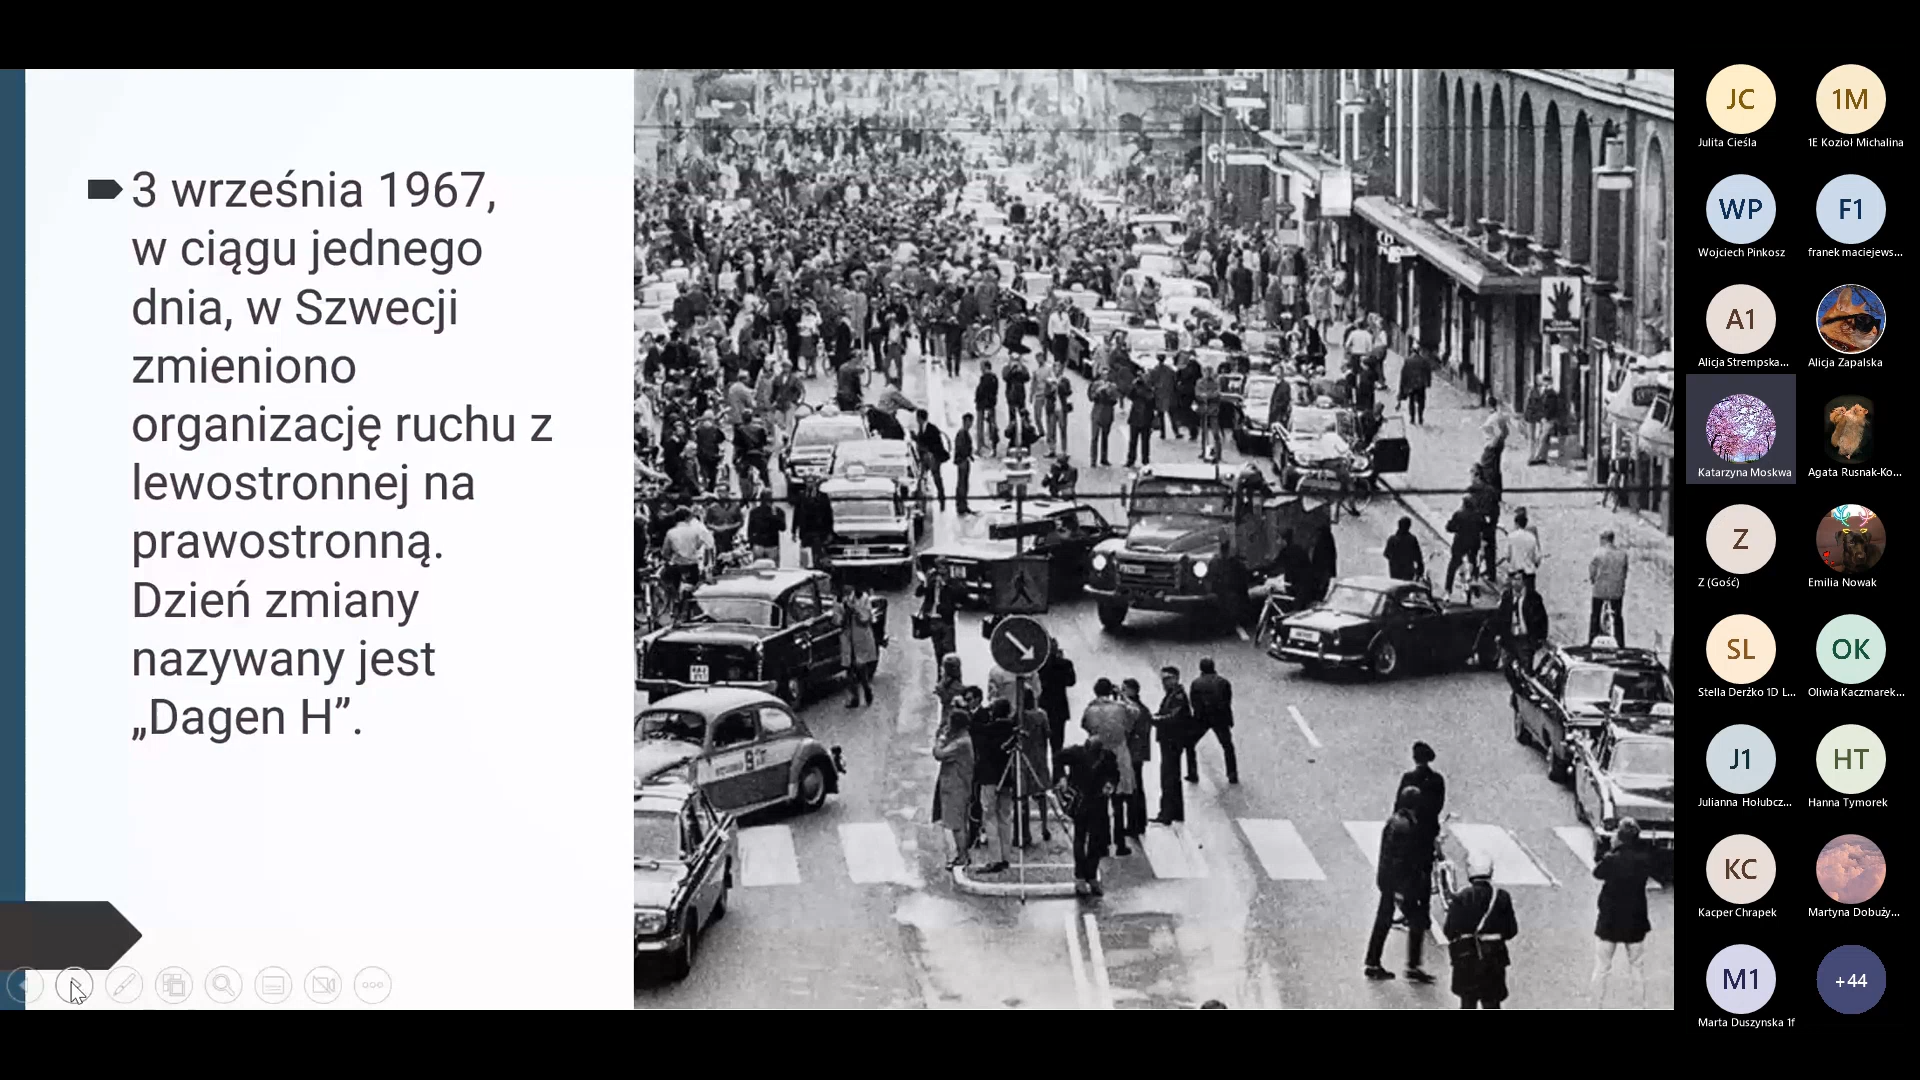 3 września 1967,
w ciągu jednego
dnia, w Szwecji
zmieniono
organizację ruchu z
lewostronnej na
prawostronną.
Dzień zmiany
nazywany jest
„Dagen H”.
JC
Julita Cieśla
1M
1E Kozioł Michalina
WP
Wojciech Pinkosz
F1
franek maciejews...
A1
Alicja Strempska...
Alicja Zapalska
Katarzyna Moskwa
Agata Rusnak-Ko...
Z
Z (Gość)
Emilia Nowak
SL
Stella Derżko 1D L...
OK
Oliwia Kaczmarek...
J1
Julianna Hołubcz...
HT
Hanna Tymorek
KC
Kacper Chrapek
Martyna Dobuży...
M1
Marta Duszynska 1f
+44